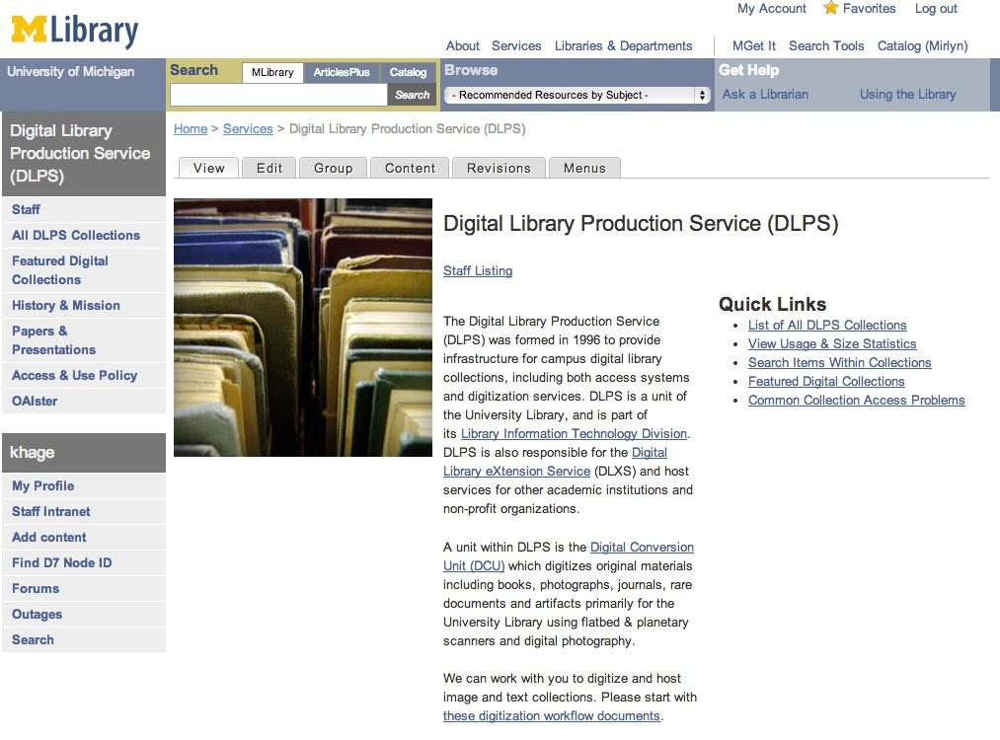 My Account Favorites Log out
MLibrary
About Services Libraries & Departments MGet It Search Tools Catalog (Mirlyn)
University of Michigan
Search MLibrary ArticlesPlus Catalog
Search
Browse
- Recommended Resources by Subject -
Get Help
Ask a Librarian Using the Library
Digital Library
Production Service
(DLPS)
Staff
All DLPS Collections
Featured Digital
Collections
History & Mission
Papers &
Presentations
Access & Use Policy
OAIster
khage
My Profile
Staff Intranet
Add content
Find D7 Node ID
Forums
Outages
Search
Home > Services > Digital Library Production Service (DLPS)
View Edit Group Content Revisions Menus
Digital Library Production Service (DLPS)
Staff Listing
The Digital Library Production Service
(DLPS) was formed in 1996 to provide
infrastructure for campus digital library
collections, including both access systems
and digitization services. DLPS is a unit of
the University Library, and is part of
its Library Information Technology Division.
DLPS is also responsible for the Digital
Library eXtension Service (DLXS) and host
services for other academic institutions and
non-profit organizations.
A unit within DLPS is the Digital Conversion
Unit (DCU) which digitizes original materials
including books, photographs, journals, rare
documents and artifacts primarily for the
University Library using flatbed & planetary
scanners and digital photography.
We can work with you to digitize and host
image and text collections. Please start with
these digitization workflow documents.
Quick Links
• List of All DLPS Collections
• View Usage & Size Statistics
• Search Items Within Collections
• Featured Digital Collections
• Common Collection Access Problems